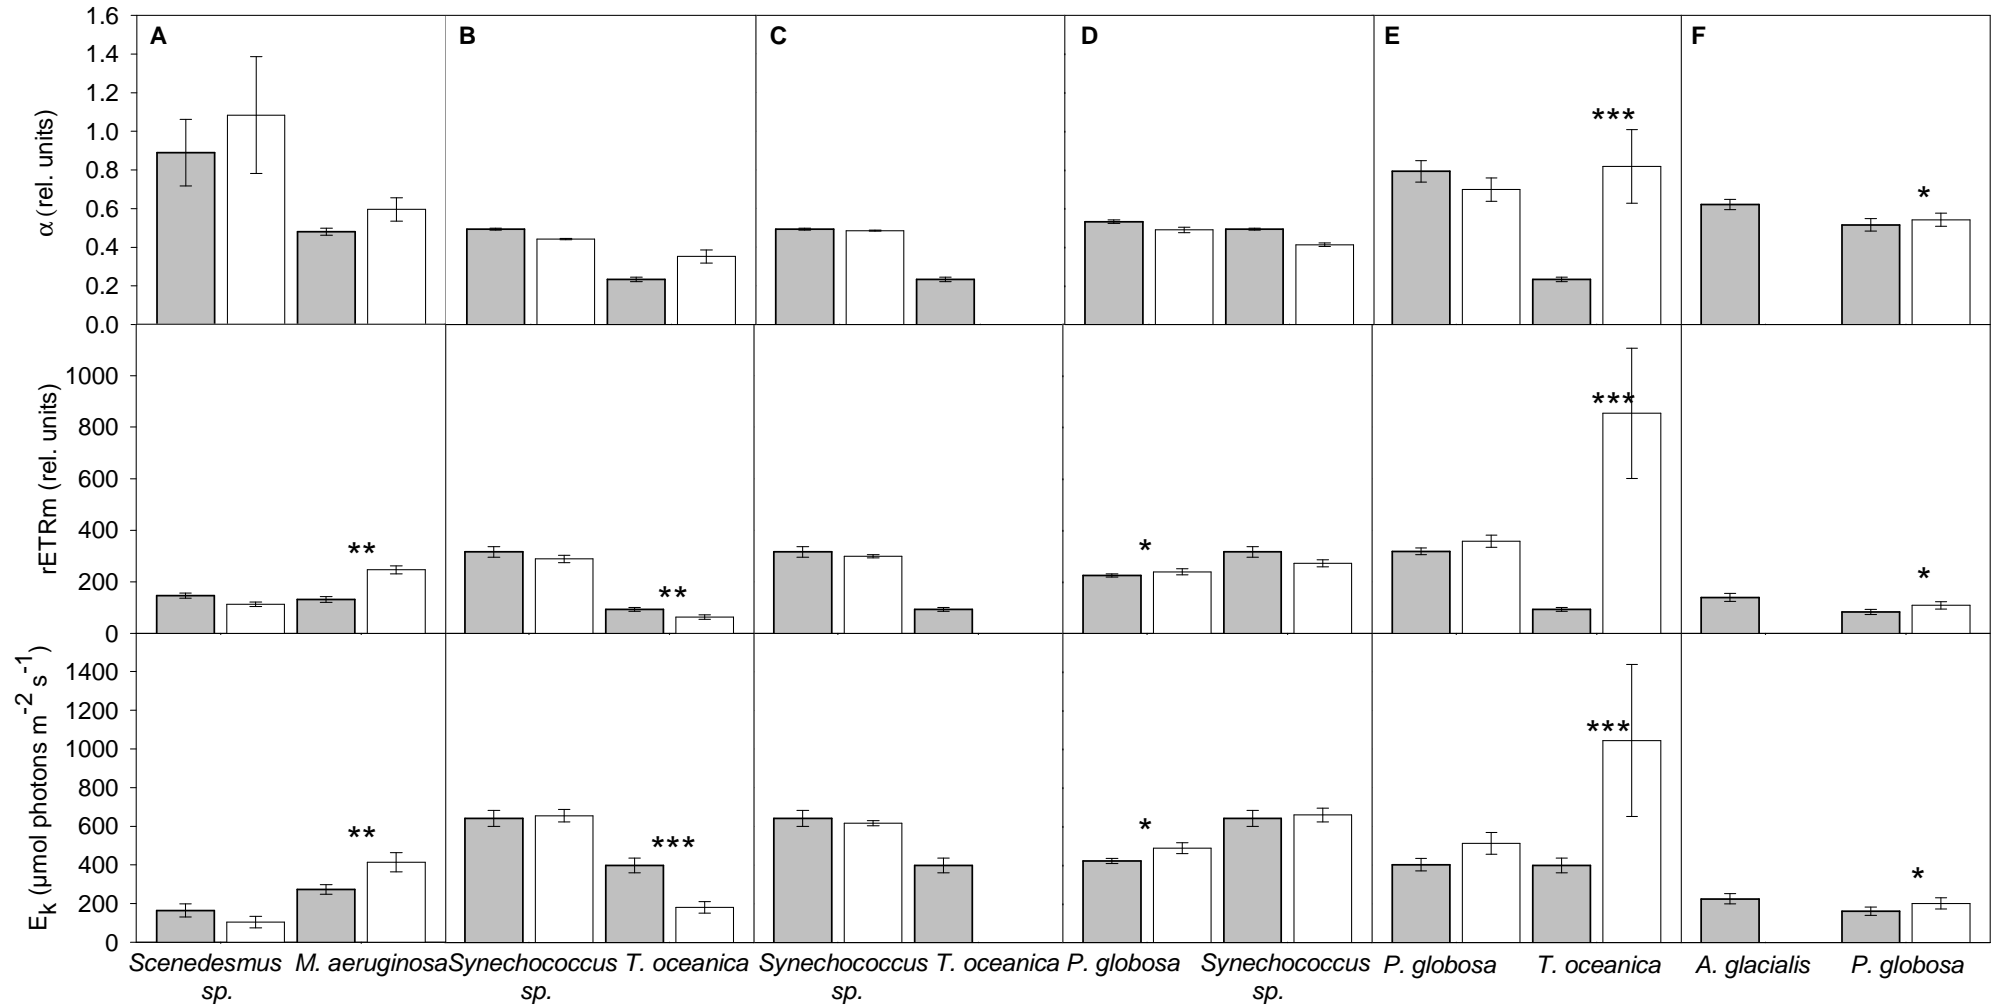 A B C D E F
α (rel. units)
1.6
1.4
1.2
1.0
0.8
0.6
0.4
0.2
0.0
***
*
rETRm (rel. units)
1000
800
600
400
200
0
**
**
*
***
*
Ek (μmol photons m-2 s-1)
1400
1200
1000
800
600
400
200
0
**
***
*
***
*
Scenedesmus sp.
M. aeruginosa
Synechococcus sp.
T. oceanica
Synechococcus sp.
T. oceanica
P. globosa
Synechococcus sp.
P. globosa
T. oceanica
A. glacialis
P. globosa